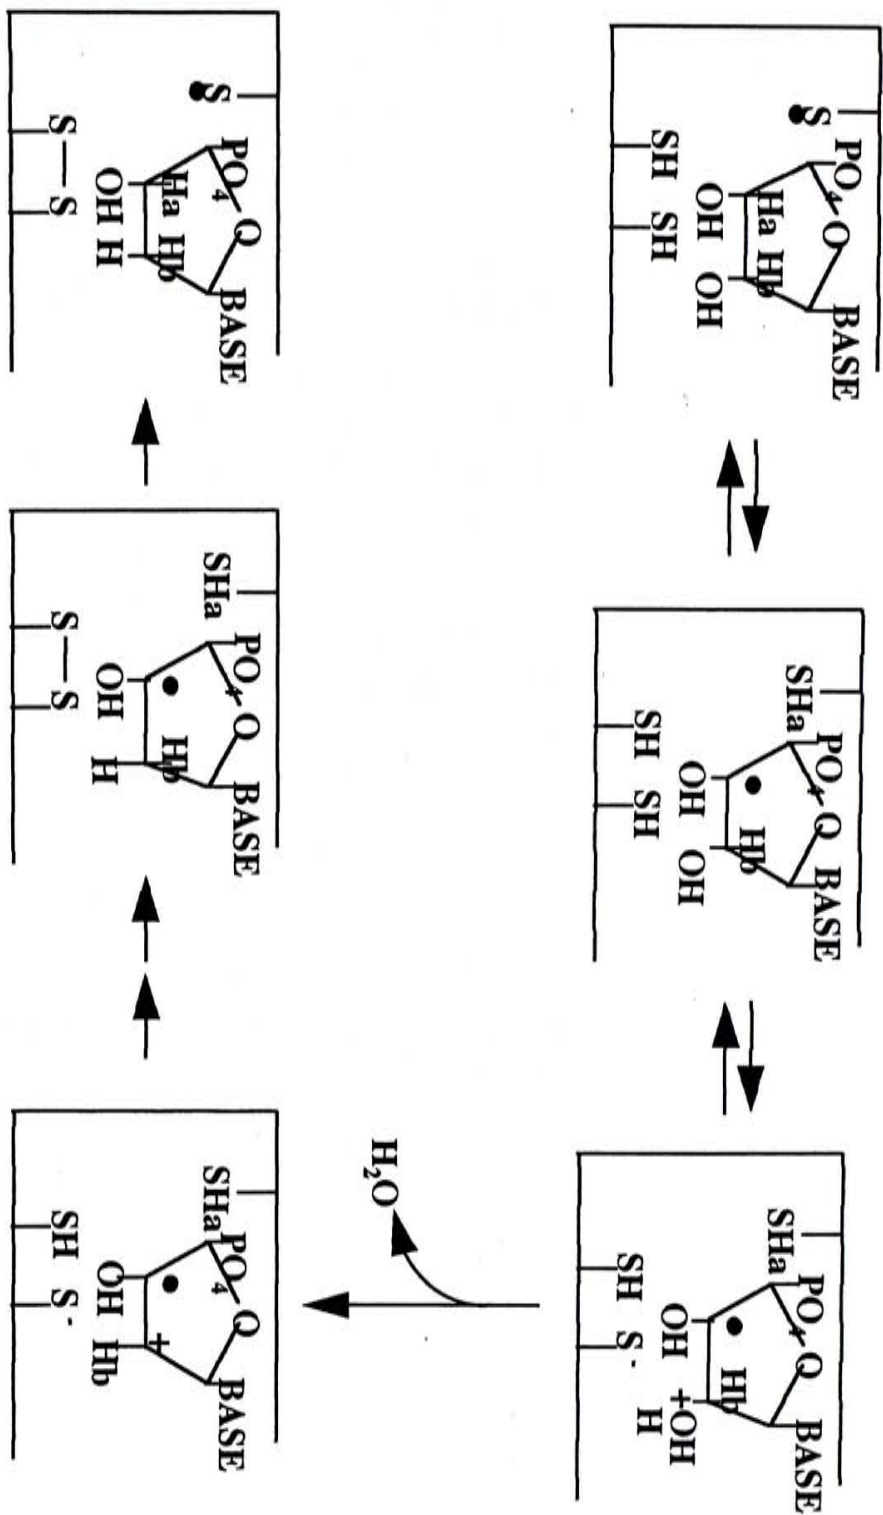 PO4 O BASE
S•
Ha Hb
OH OH
SH SH
PO4 O BASE
SHa
Hb
OH OH
SH SH
PO4 O BASE
SHa
Hb
OH +OH
H
SH S-
H2O
PO4 O BASE
S•
Ha Hb
OH H
S S
PO4 O BASE
SHa
Hb
OH H
S S
PO4 O BASE
SHa
+
OH Hb
SH S-